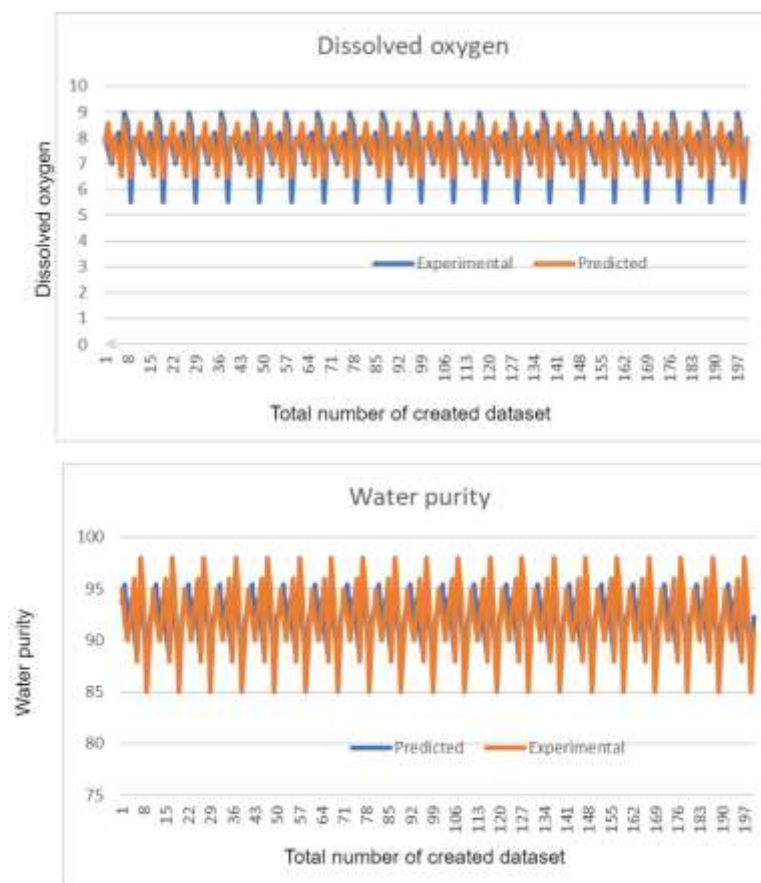 Dissolved oxygen
10
9
8
7
6
5
4
3
2
1
0
Dissolved oxygen
Experimental Predicted
1 8 15 22 29 36 43 50 57 64 71 78 85 92 99 106 113 120 127 134 141 148 155 162 169 176 183 190 197
Total number of created dataset
Water purity
100
95
90
85
80
75
Water purity
Predicted Experimental
1 8 15 22 29 36 43 50 57 64 71 78 85 92 99 106 113 120 127 134 141 148 155 162 169 176 183 190 197
Total number of created dataset